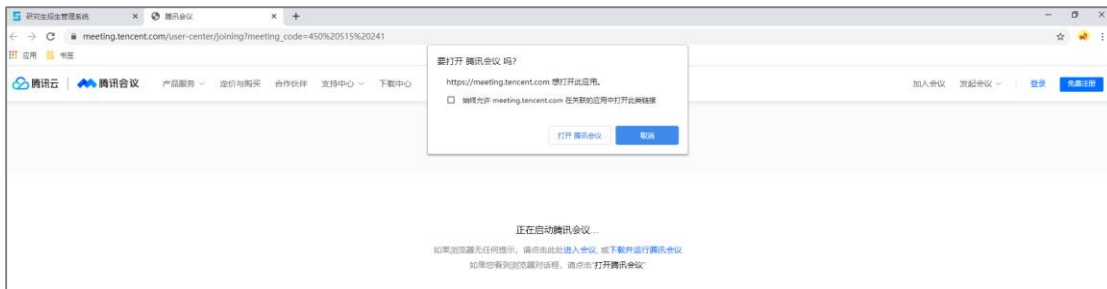 研究生招生管理系统 腾讯会议
meeting.tencent.com/user-center/joining?meeting_code=450%20515%20241
应用 书签
腾讯云 腾讯会议 产品服务 定价与购买 合作伙伴 支持中心 下载中心 加入会议 发起会议 登录 免费注册
要打开 腾讯会议 吗?
https://meeting.tencent.com 想打开此应用。
始终允许 meeting.tencent.com 在关联的应用中打开此类链接
打开 腾讯会议 取消
正在启动腾讯会议...
如果浏览器无任何提示，请点击此处进入会议, 或下载并运行腾讯会议
如果您看到浏览器对话框，请点击"打开腾讯会议"